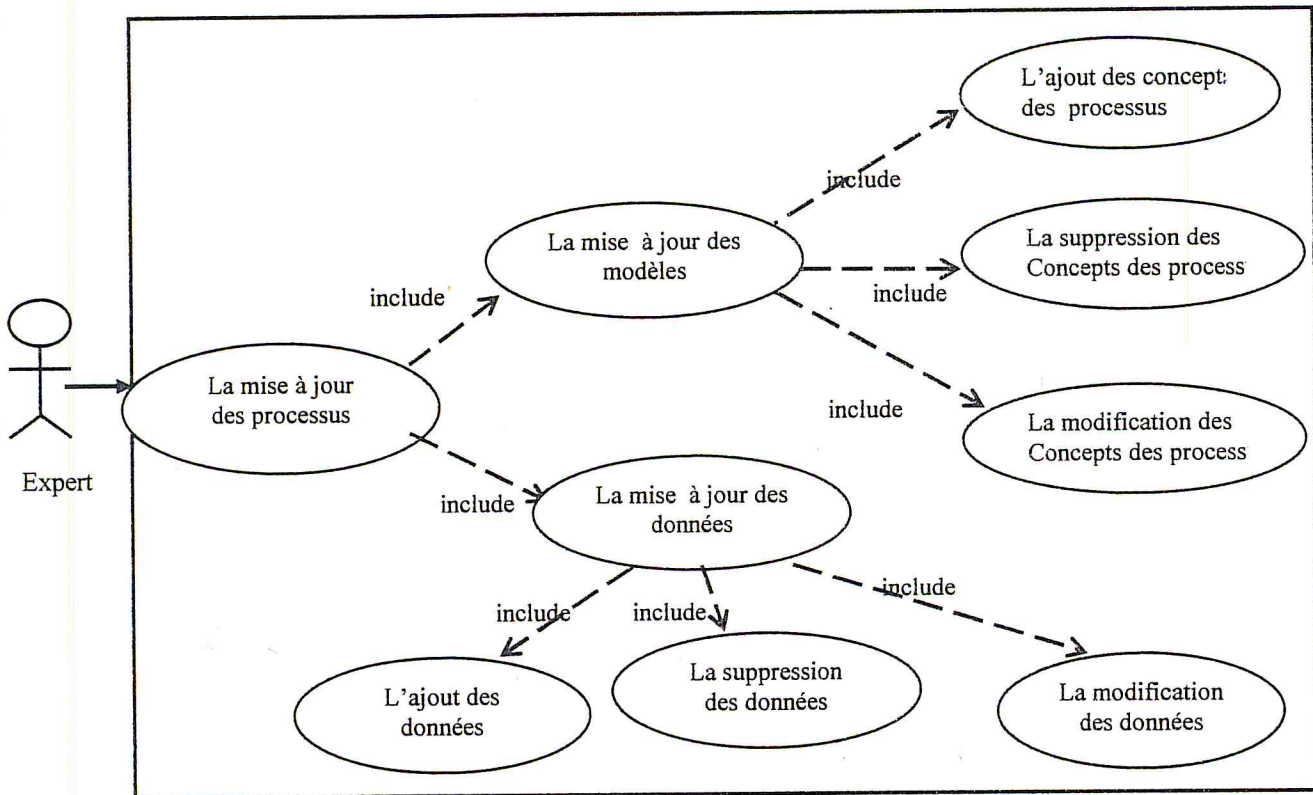 L'ajout des concept:
des processus
include
La mise à jour des
modèles
La suppression des
Concepts des process
include
include
La mise à jour
des processus
include
La modification des
Concepts des process
Expert
include
La mise à jour des
données
include
include
include
L'ajout des
données
La suppression
des données
La modification
des données